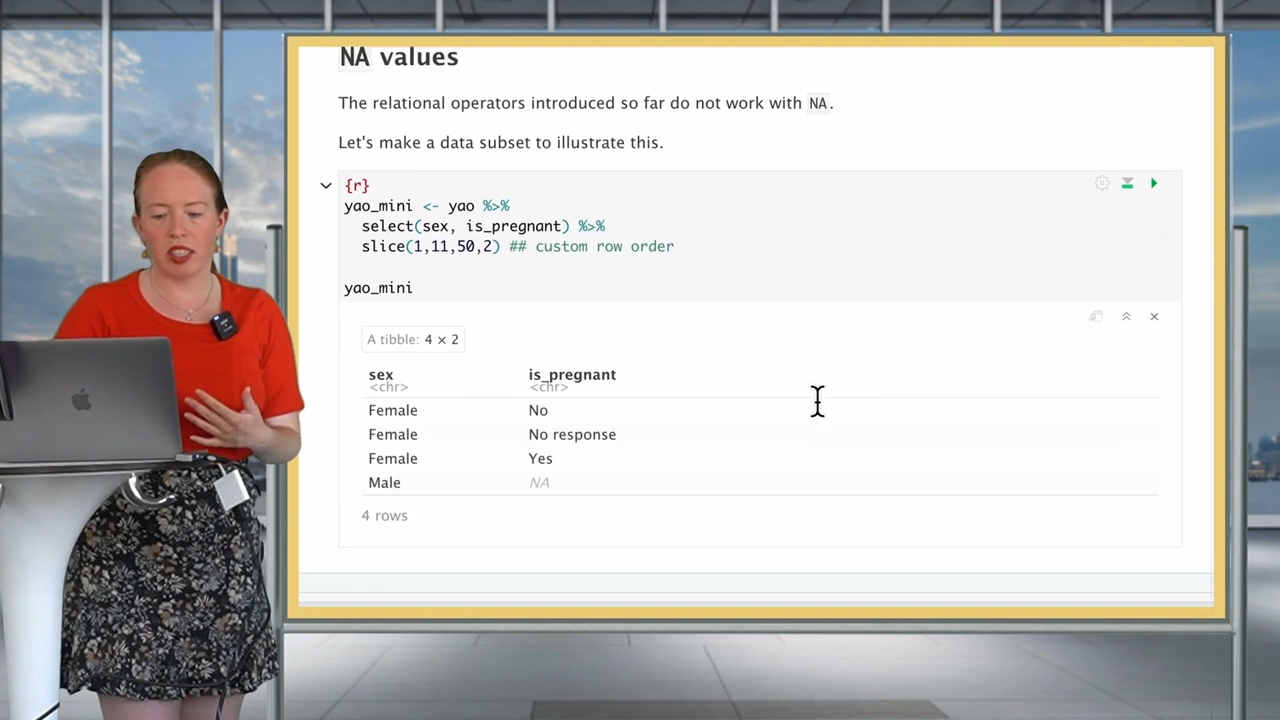 NA values
The relational operators introduced so far do not work with NA.
Let's make a data subset to illustrate this.
{r}
yao_mini <- yao %>%
select(sex, is_pregnant) %>%
slice(1,11,50,2) ## custom row order
yao_mini
A tibble: 4 × 2
sex is_pregnant
<chr> <chr>
Female No
Female No response
Female Yes
Male NA
4 rows